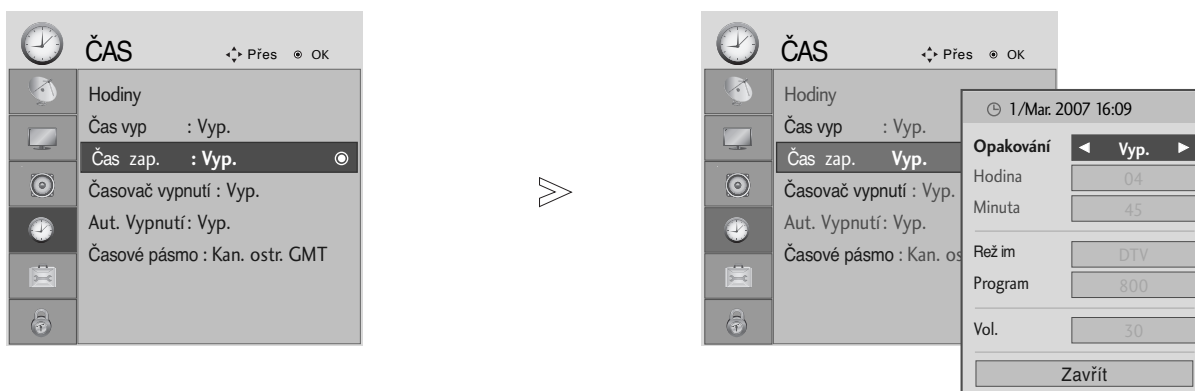 ČAS Přes OK
Hodiny
Čas vyp : Vyp.
Čas zap. : Vyp.
Časovač vypnutí : Vyp.
Aut. Vypnutí : Vyp.
Časové pásmo : Kan. ostr. GMT
ČAS Přes OK
Hodiny
Čas vyp : Vyp.
Čas zap. Vyp.
Časovač vypnutí : Vyp.
Aut. Vypnutí : Vyp.
Časové pásmo : Kan. os
1/Mar. 2007 16:09
Opakování ◄ Vyp. ►
Hodina 04
Minuta 45
Režim DTV
Program 800
Vol. 30
Zavřít